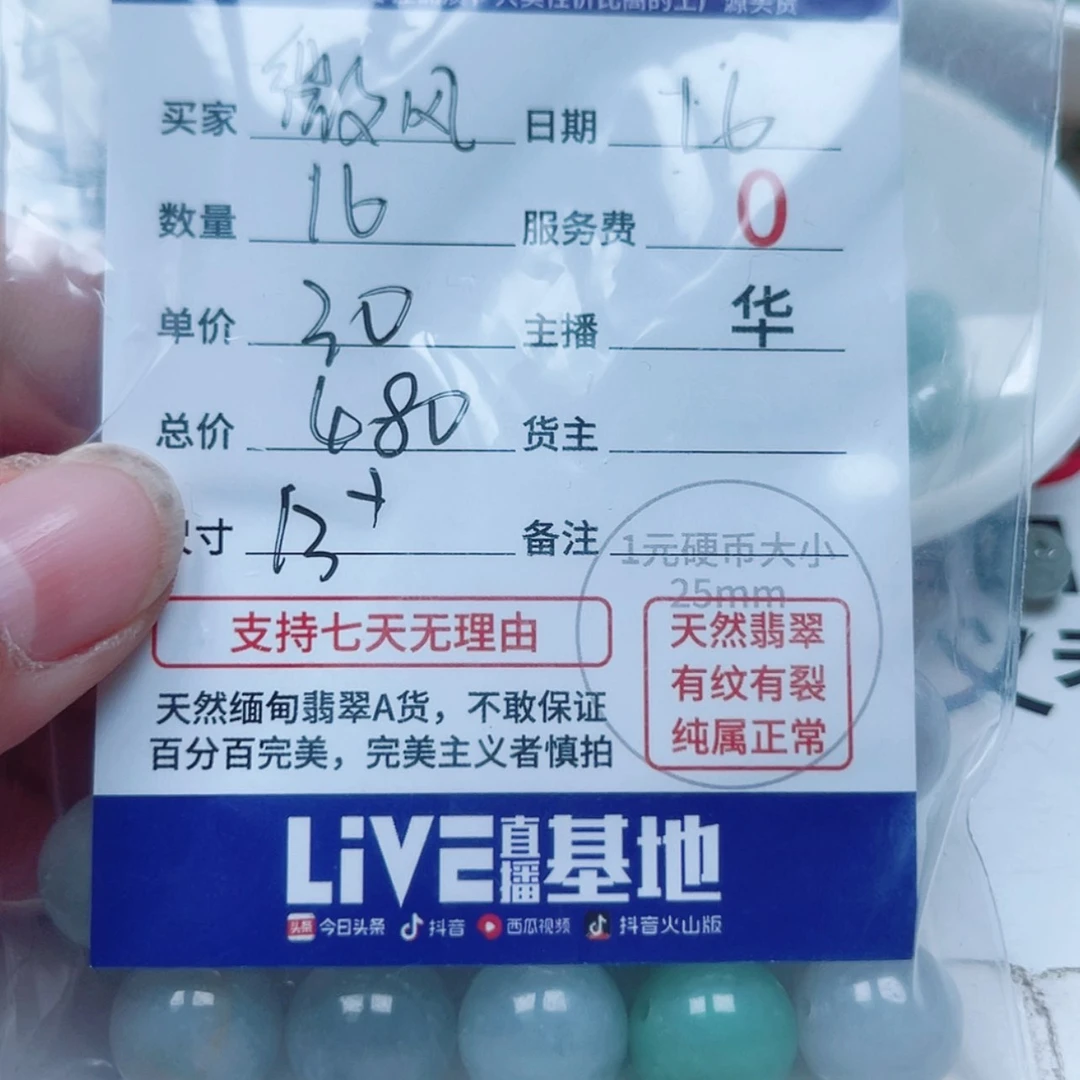 买家 微风 日期 16
数量 16 服务费 0
单价 30 主播 华
总价 480 货主
寸 13+ 备注
1元硬币大小
25mm
支持七天无理由
天然翡翠
有纹有裂
纯属正常
天然缅甸翡翠A货，不敢保证
百分百完美，完美主义者慎拍
LiVE直播基地
头条 今日头条 抖音 西瓜视频 抖音火山版